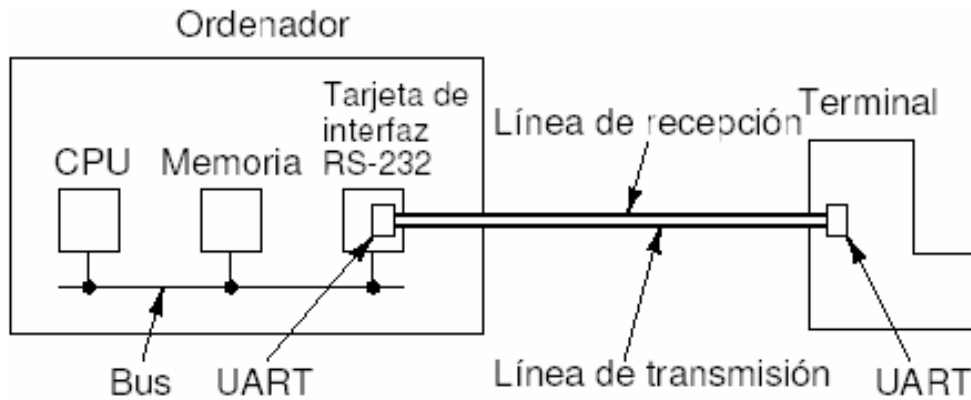 Ordenador
Tarjeta de
interfaz
RS-232
CPU
Memoria
Línea de recepción
Terminal
Bus
UART
Línea de transmisión
UART